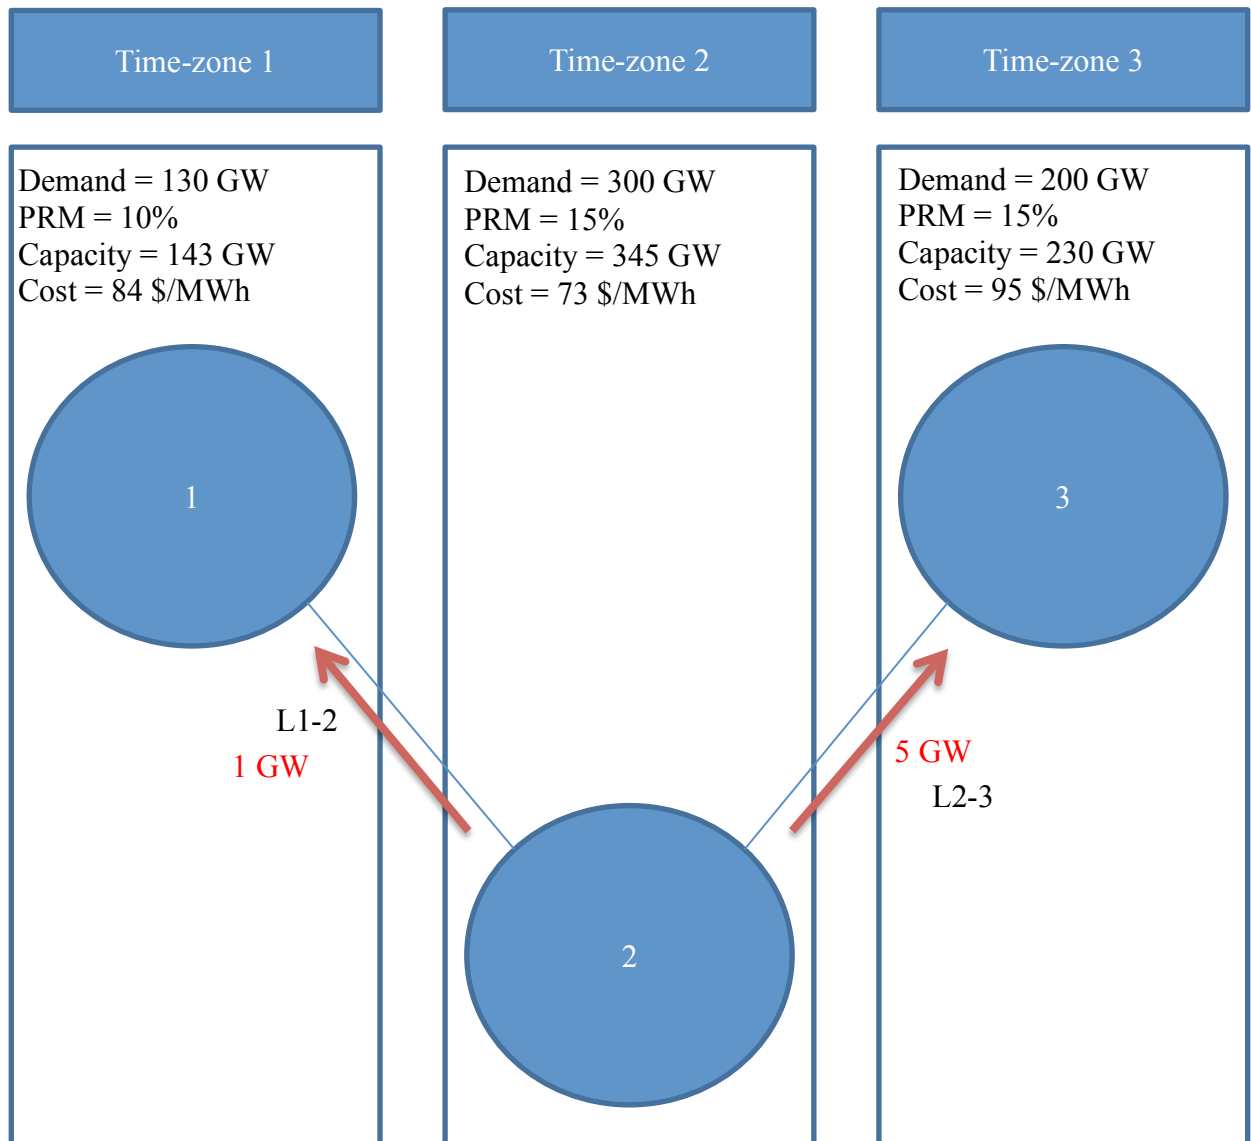 Time-zone 1
Time-zone 2
Time-zone 3
Demand = 130 GW
PRM = 10%
Capacity = 143 GW
Cost = 84 $/MWh
Demand = 300 GW
PRM = 15%
Capacity = 345 GW
Cost = 73 $/MWh
Demand = 200 GW
PRM = 15%
Capacity = 230 GW
Cost = 95 $/MWh
1
3
L1-2
1 GW
5 GW
L2-3
2